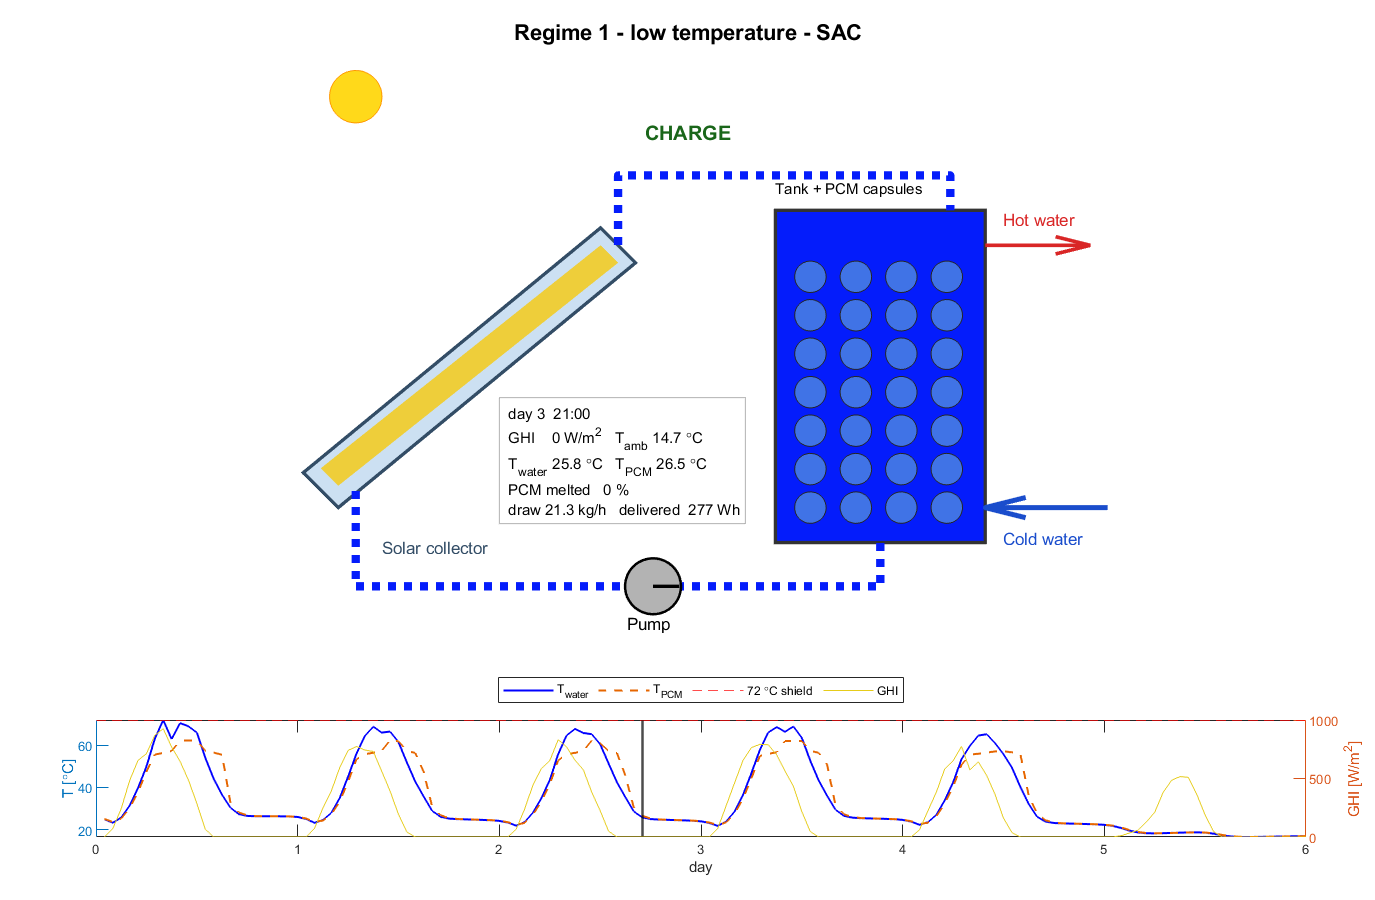 Regime 1 - low temperature - SAC
CHARGE
Tank + PCM capsules
Hot water
day 3 21:00
GHI 0 W/m2 Tamb 14.7 °C
Twater 25.8 °C TPCM 26.5 °C
PCM melted 0 %
draw 21.3 kg/h delivered 277 Wh
Cold water
Solar collector
Pump
Twater TPCM 72 °C shield GHI
T [°C]
60
40
20
1000
500
0
GHI [W/m2]
0 1 2 3 4 5 6
day